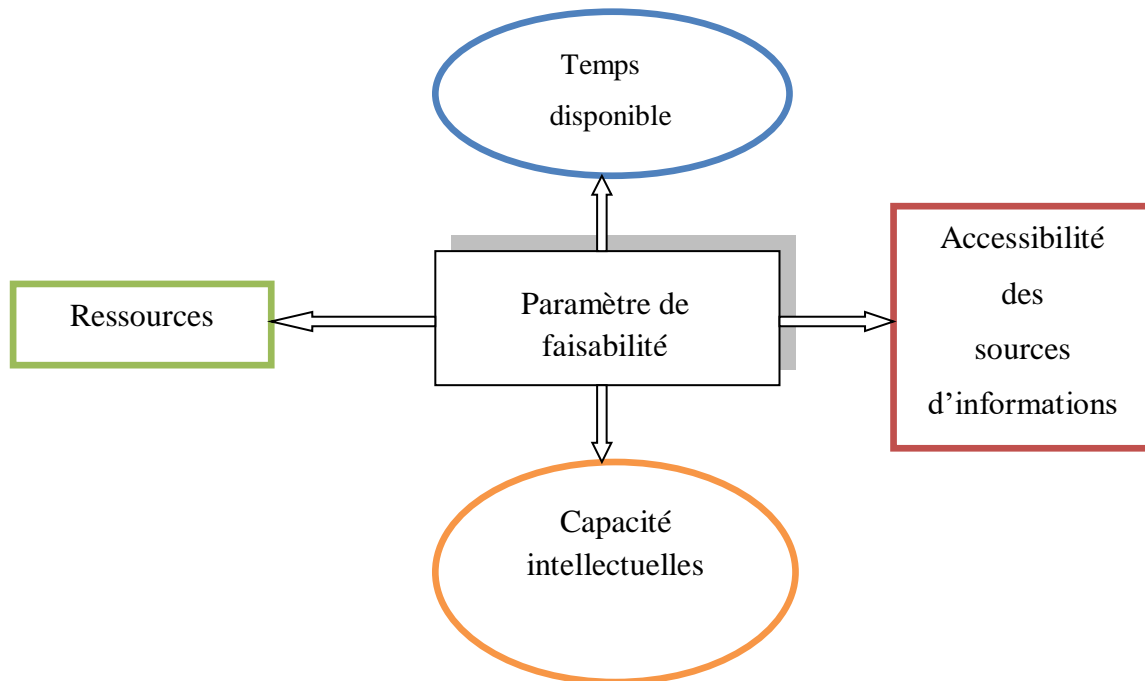 Temps
disponible
Ressources
Paramètre de
faisabilité
Accessibilité
des
sources
d’informations
Capacité
intellectuelles